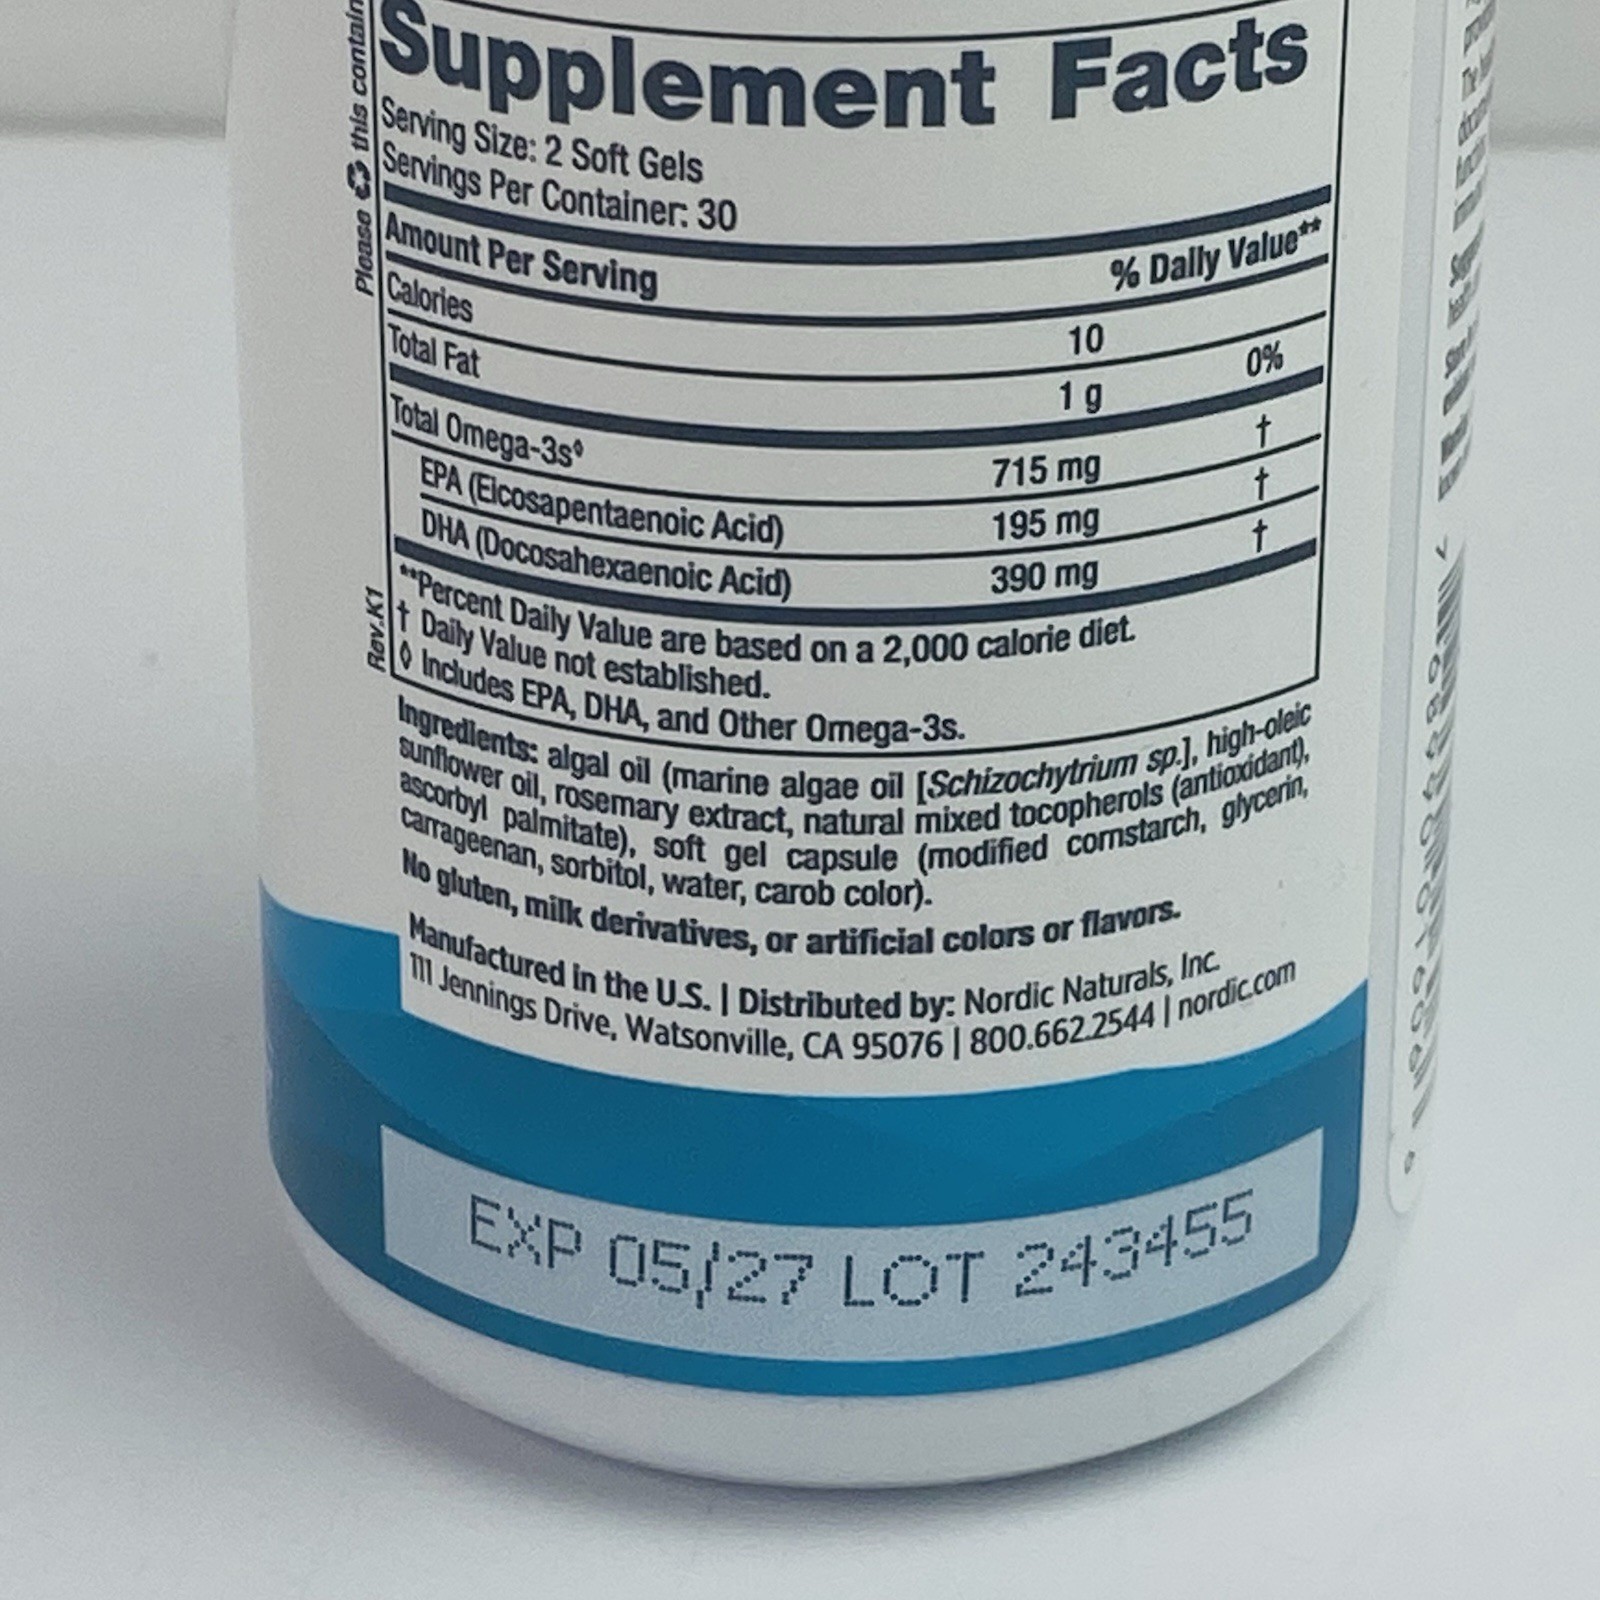 Supplement Facts
Serving Size: 2 Soft Gels
Servings Per Container: 30
Amount Per Serving % Daily Value**
Calories 10
Total Fat 1 g 0%
Total Omega-3s◊ 715 mg †
EPA (Eicosapentaenoic Acid) 195 mg †
DHA (Docosahexaenoic Acid) 390 mg †
**Percent Daily Value are based on a 2,000 calorie diet.
† Daily Value not established.
◊ Includes EPA, DHA, and Other Omega-3s.
Ingredients: algal oil (marine algae oil [Schizochytrium sp.], high-oleic
sunflower oil, rosemary extract, natural mixed tocopherols (antioxidant),
ascorbyl palmitate), soft gel capsule (modified cornstarch, glycerin,
carrageenan, sorbitol, water, carob color).
No gluten, milk derivatives, or artificial colors or flavors.
Manufactured in the U.S. | Distributed by: Nordic Naturals, Inc.
111 Jennings Drive, Watsonville, CA 95076 | 800.662.2544 | nordic.com
EXP 05/27 LOT 243455
Please ♻ this contain
Rev.K1